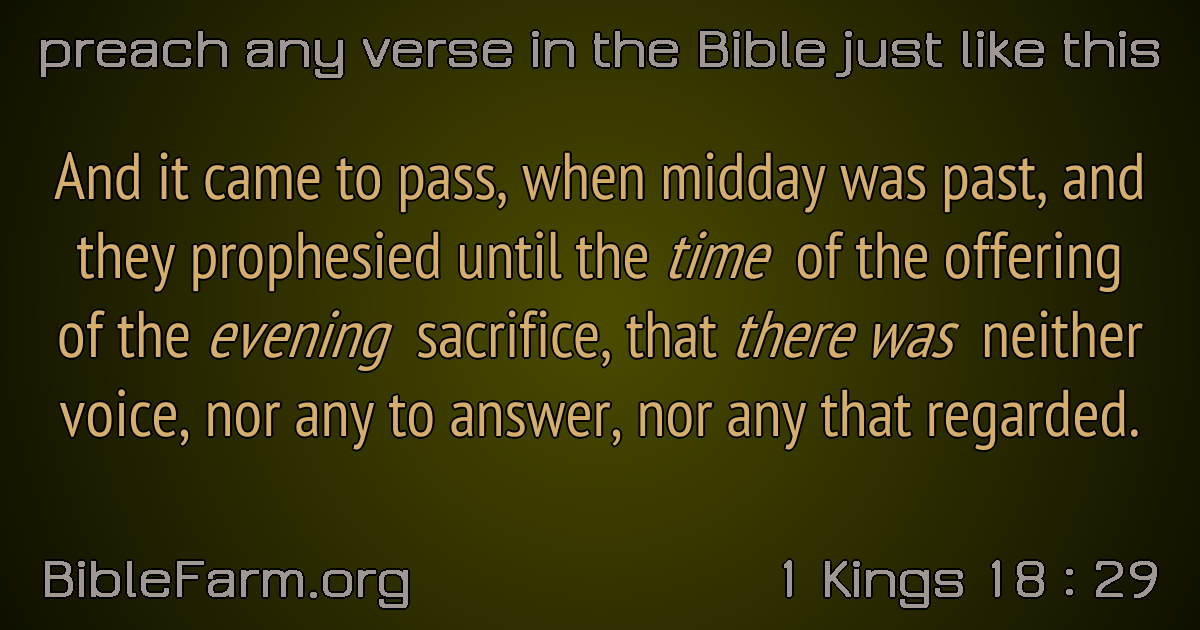 preach any verse in the Bible just like this
And it came to pass, when midday was past, and
they prophesied until the time of the offering
of the evening sacrifice, that there was neither
voice, nor any to answer, nor any that regarded.
BibleFarm.org
1 Kings 18 : 29